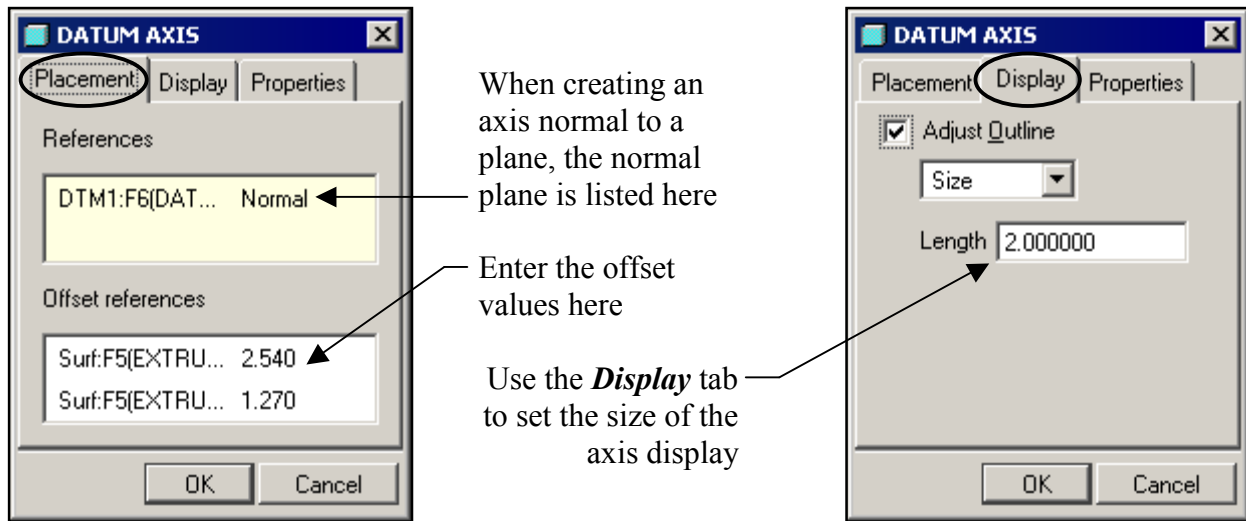 DATUM AXIS
Placement Display Properties
References
DTM1:F6(DAT... Normal
Offset references
Surf:F5(EXTRU... 2.540
Surf:F5(EXTRU... 1.270
OK Cancel
When creating an
axis normal to a
plane, the normal
plane is listed here
Enter the offset
values here
Use the Display tab
to set the size of the
axis display
DATUM AXIS
Placement Display Properties
Adjust Outline
Size
Length 2.000000
OK Cancel